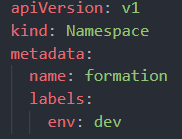 apiVersion: v1
kind: Namespace
metadata:
  name: formation
  labels:
    env: dev